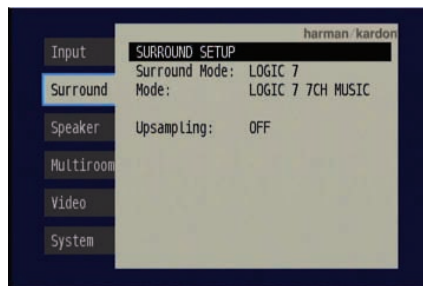 harman/kardon
Input
Surround
Speaker
Multiroom
Video
System
SURROUND SETUP
Surround Mode: LOGIC 7
Mode: LOGIC 7 7CH MUSIC
Upsampling: OFF